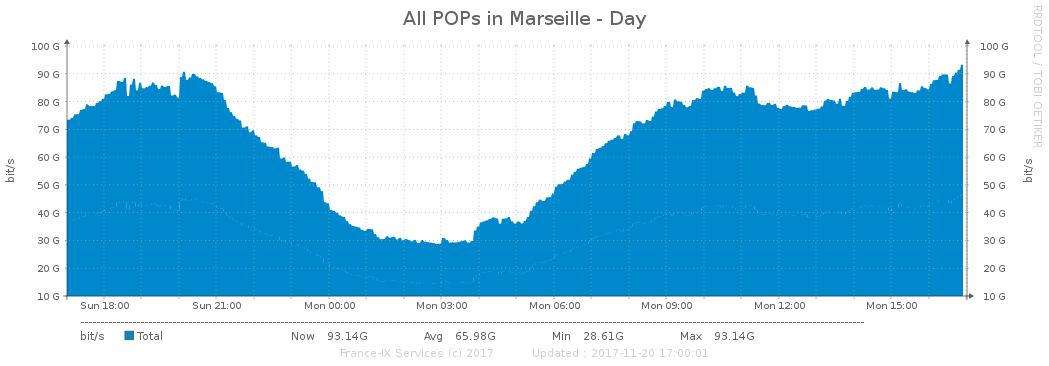 All POPs in Marseille - Day
RRDTOOL / TOBI OETIKER
100 G 100 G
90 G 90 G
80 G 80 G
70 G 70 G
60 G 60 G
50 G 50 G
40 G 40 G
30 G 30 G
20 G 20 G
10 G 10 G
bit/s bit/s
Sun 18:00 Sun 21:00 Mon 00:00 Mon 03:00 Mon 06:00 Mon 09:00 Mon 12:00 Mon 15:00
bit/s Total Now 93.14G Avg 65.98G Min 28.61G Max 93.14G
France-IX Services (c) 2017 Updated : 2017-11-20 17:00:01